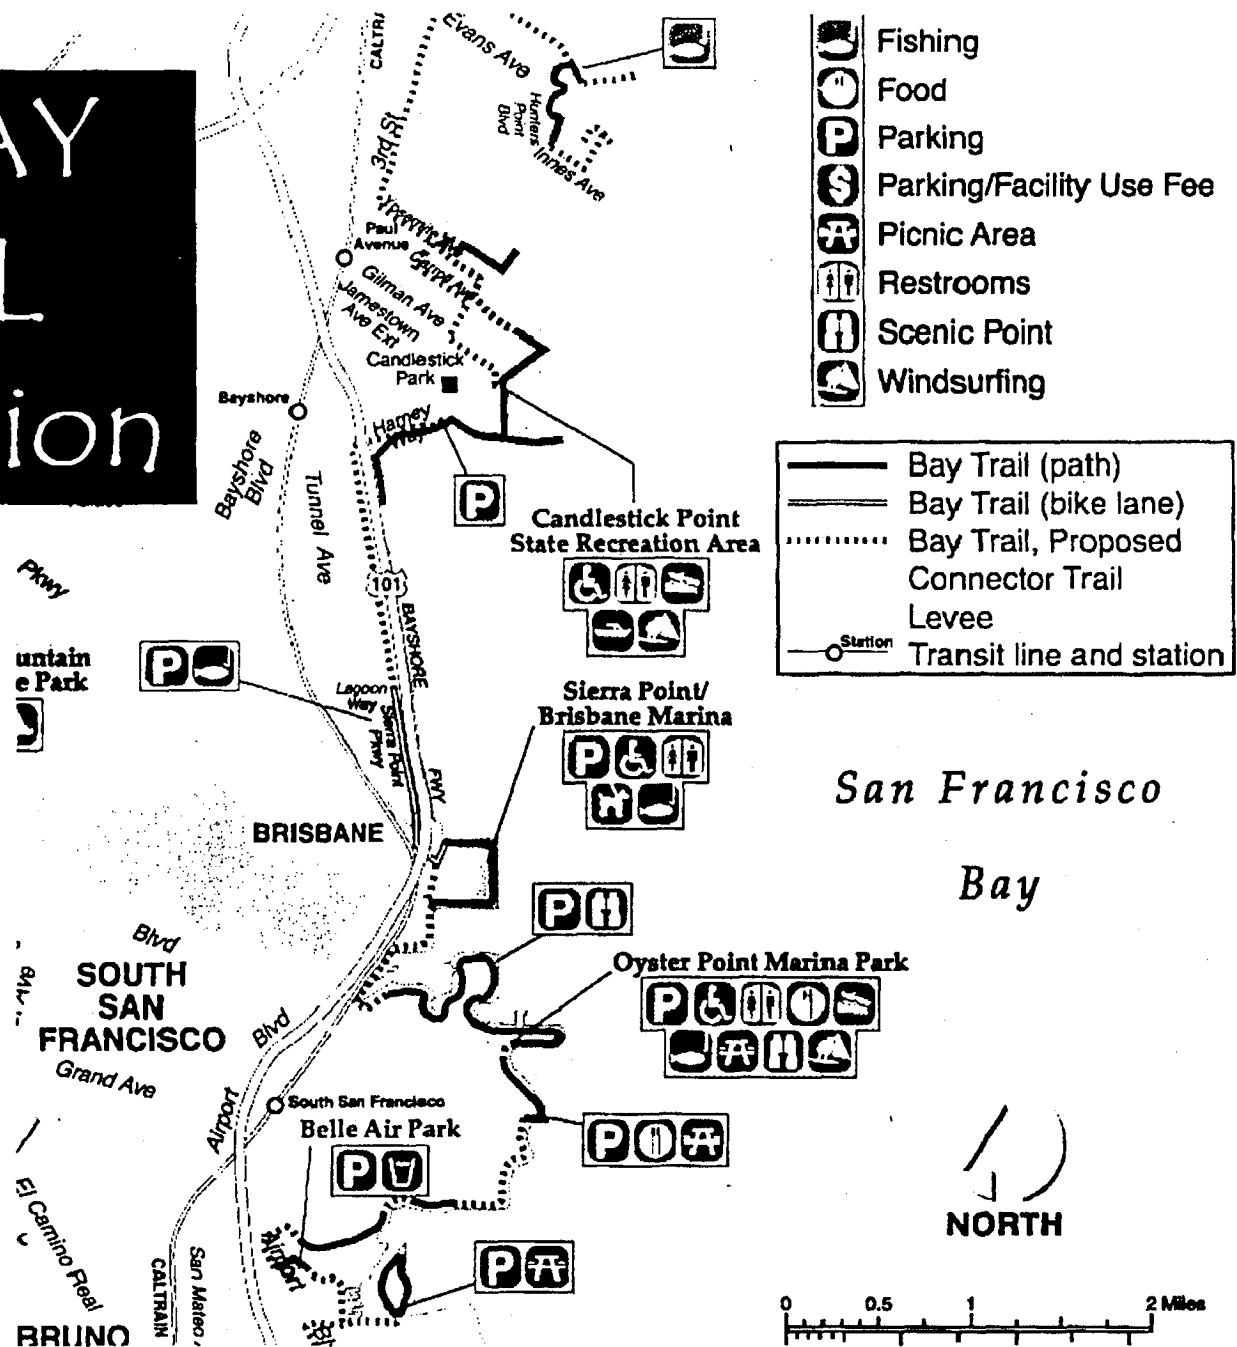 AY
L
ion
Fishing
Food
Parking
Parking/Facility Use Fee
Picnic Area
Restrooms
Scenic Point
Windsurfing
Bay Trail (path)
Bay Trail (bike lane)
Bay Trail, Proposed
Connector Trail
Levee
Station
Transit line and station
Evans Ave
Hunters
Point
Blvd
Innes Ave
3rd St
Paul
Avenue
Gilman Ave
Jamestown
Ave Ext
Candlestick
Park
Bayshore
Bayshore
Blvd
Harney
Way
Tunnel Ave
P
Candlestick Point
State Recreation Area
101
BAYSHORE
FWY
Pkwy
untain
e Park
P
Lagoon
Way
Sierra Point
Pkwy
Sierra Point/
Brisbane Marina
P
San Francisco
Bay
BRISBANE
P
Blvd
SOUTH
SAN
FRANCISCO
Grand Ave
Oyster Point Marina Park
P
Airport
Blvd
South San Francisco
Belle Air Park
P
P
El Camino Real
CALTRAIN
San Mateo
Airport
P
BRUNO
NORTH
0 0.5 1 2 Miles